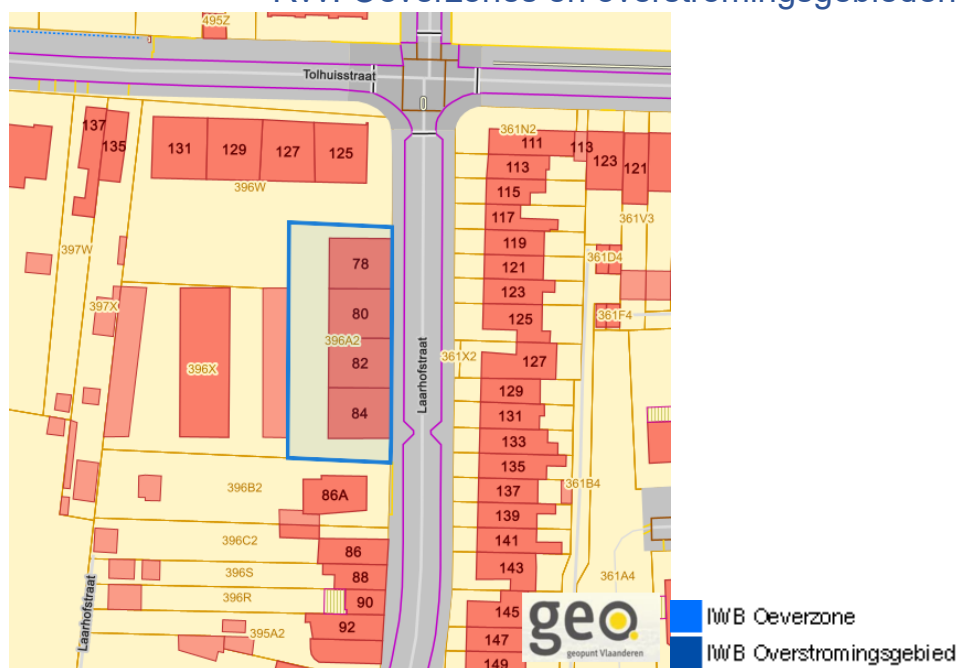 RVV: Oeverzones en overstromingsgebieden
495Z
Tolhuisstraat
137
135
131 129 127 125
396W
361N2
111
113
123
121
113
115
117
361V3
397W
119
361D4
78
121
123
397X
80
125
361F4
396A2
361X2
127
396X
82
Laarhofstraat
129
84
131
133
135
396B2
86A
137
361B4
139
396C2
141
86
143
396S
88
361A4
Laarhofstraat
396R
90
145
395A2
92
147
149
geo.
geopunt Vlaanderen
IWB Oeverzone
IWB Overstromingsgebied